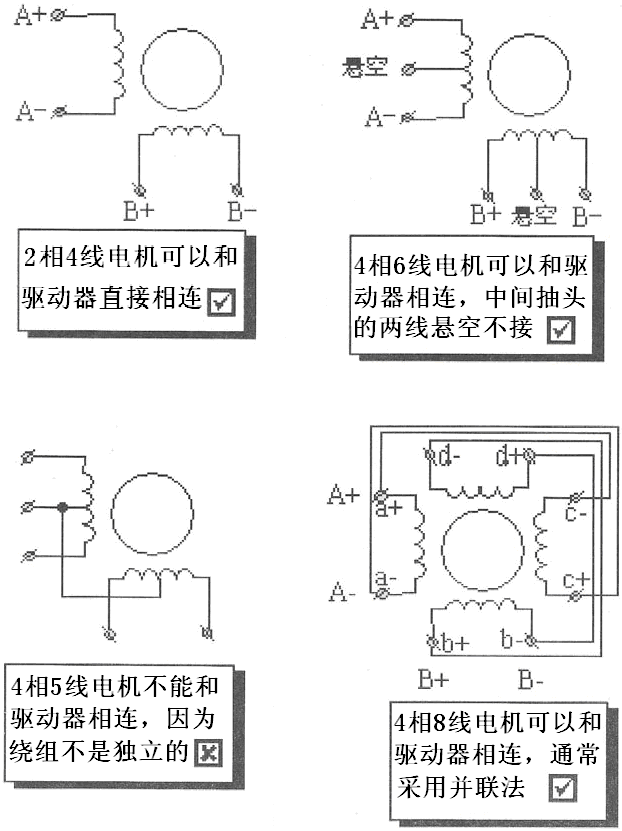 A+
A-
B+ B-
2相4线电机可以和
驱动器直接相连
A+
悬空
A-
B+ 悬空 B-
4相6线电机可以和驱
动器相连，中间抽头
的两线悬空不接
4相5线电机不能和
驱动器相连，因为
绕组不是独立的
d- d+
A+ a+ c-
A- a- c+
b+ b-
B+ B-
4相8线电机可以和
驱动器相连，通常
采用并联法